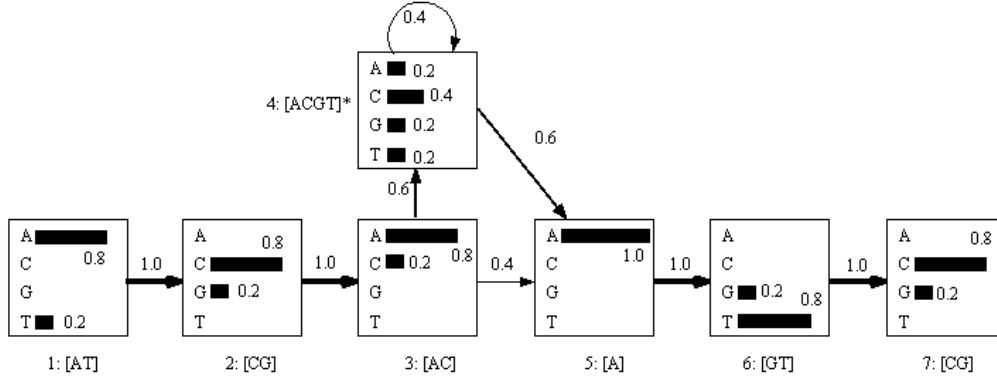 0.4
A 0.2
C 0.4
G 0.2
T 0.2
4: [ACGT]*
0.6
0.6
A 0.8
C
G
T 0.2
1: [AT]
1.0
A
C 0.8
G 0.2
T
2: [CG]
1.0
A 0.8
C 0.2
G
T
3: [AC]
0.4
A 1.0
C
G
T
5: [A]
1.0
A
C
G 0.2
T 0.8
6: [GT]
1.0
A
C 0.8
G 0.2
T
7: [CG]